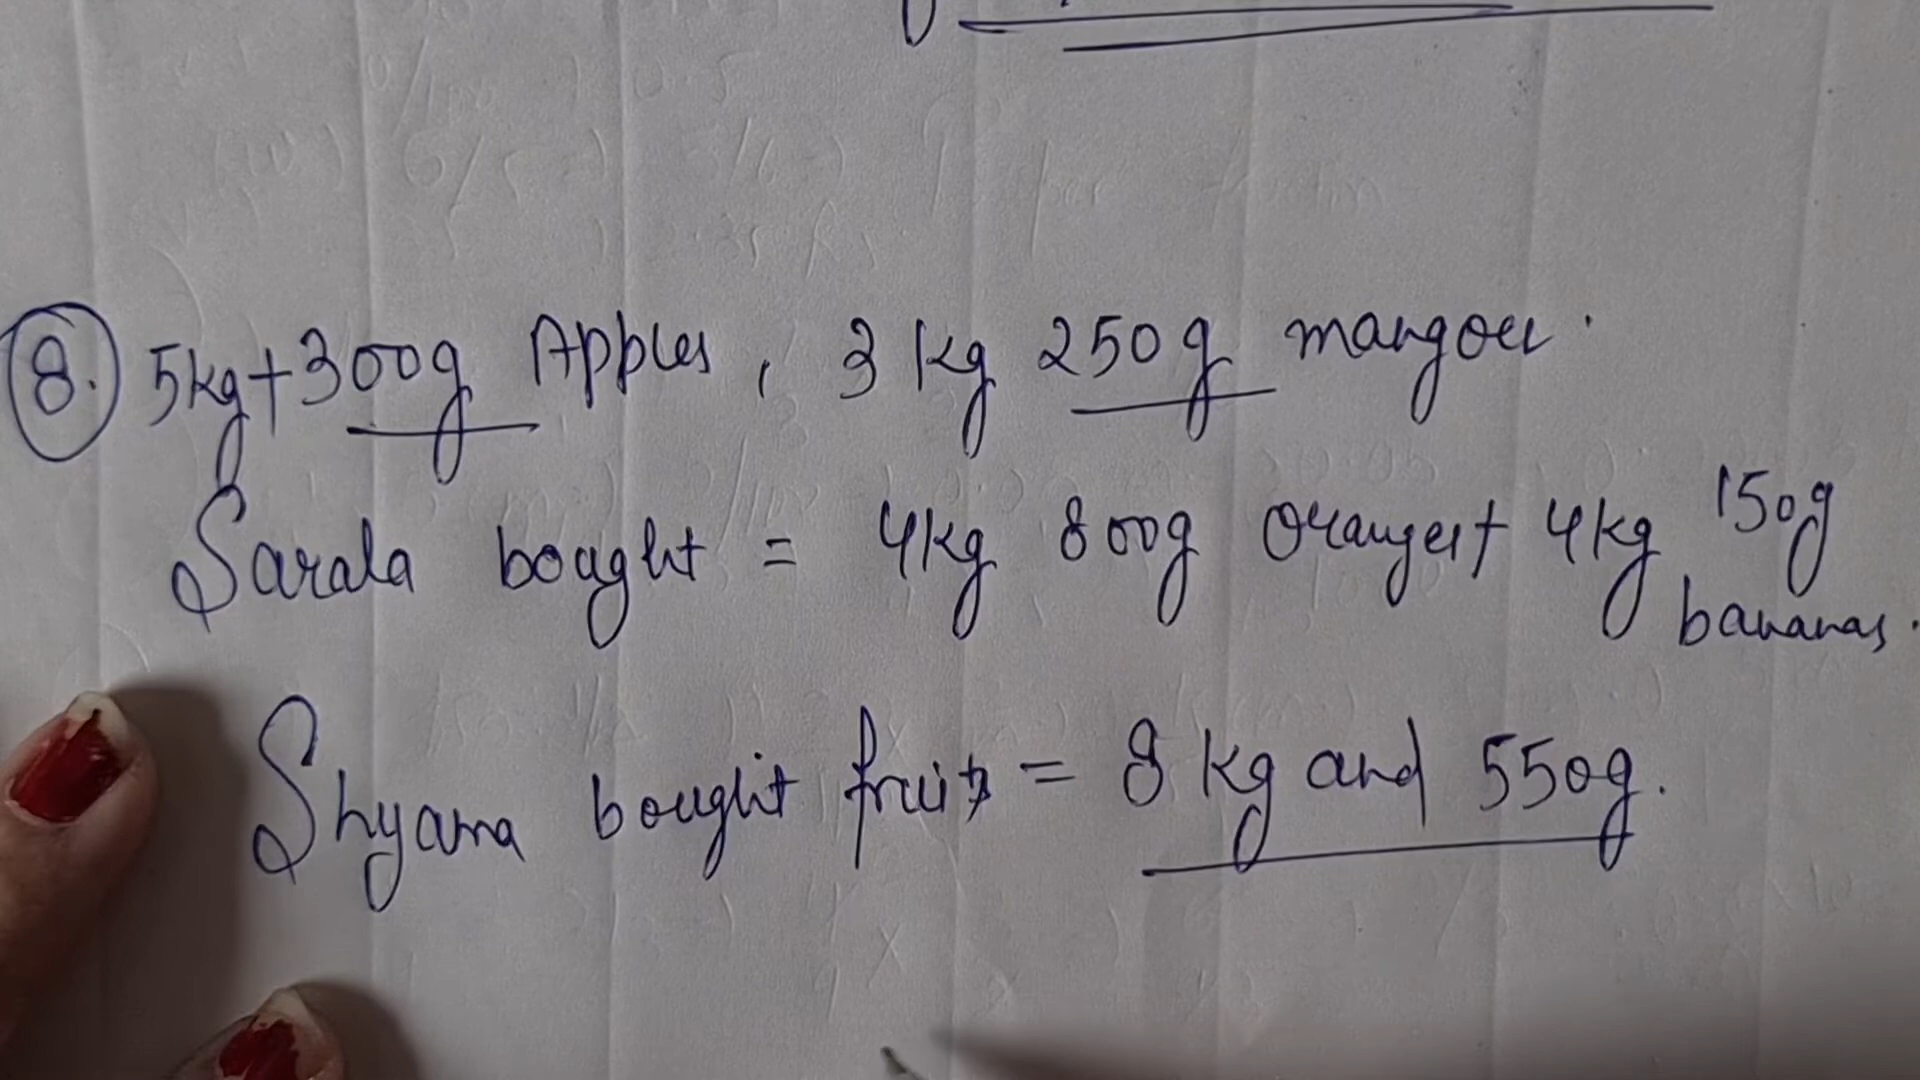 8. 5kg+300g Apples, 3 kg 250g mangoes.
Sarala bought = 4kg 800g oranges + 4kg 150g
bananas.
Shyama bought fruits = 8 kg and 550g.